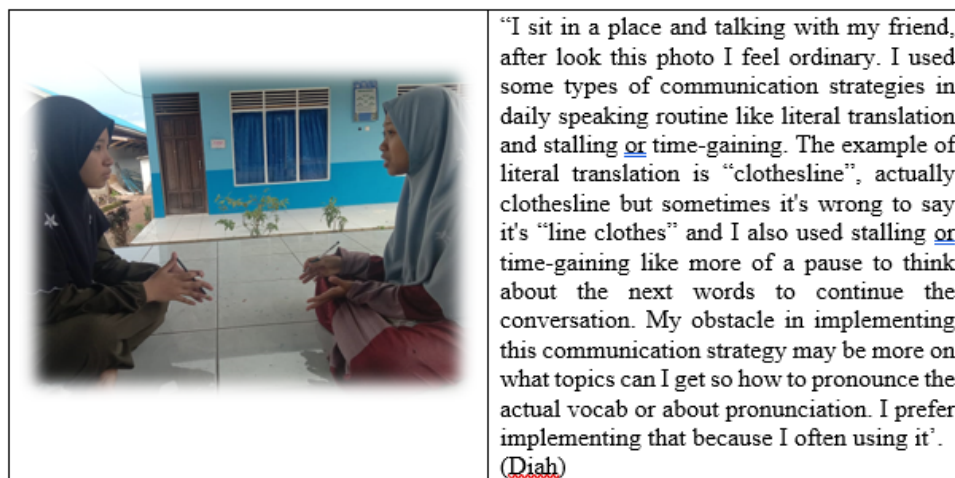 “I sit in a place and talking with my friend,
after look this photo I feel ordinary. I used
some types of communication strategies in
daily speaking routine like literal translation
and stalling or time-gaining. The example of
literal translation is “clothesline”, actually
clothesline but sometimes it's wrong to say
it's “line clothes” and I also used stalling or
time-gaining like more of a pause to think
about the next words to continue the
conversation. My obstacle in implementing
this communication strategy may be more on
what topics can I get so how to pronounce the
actual vocab or about pronunciation. I prefer
implementing that because I often using it’.
(Diah)